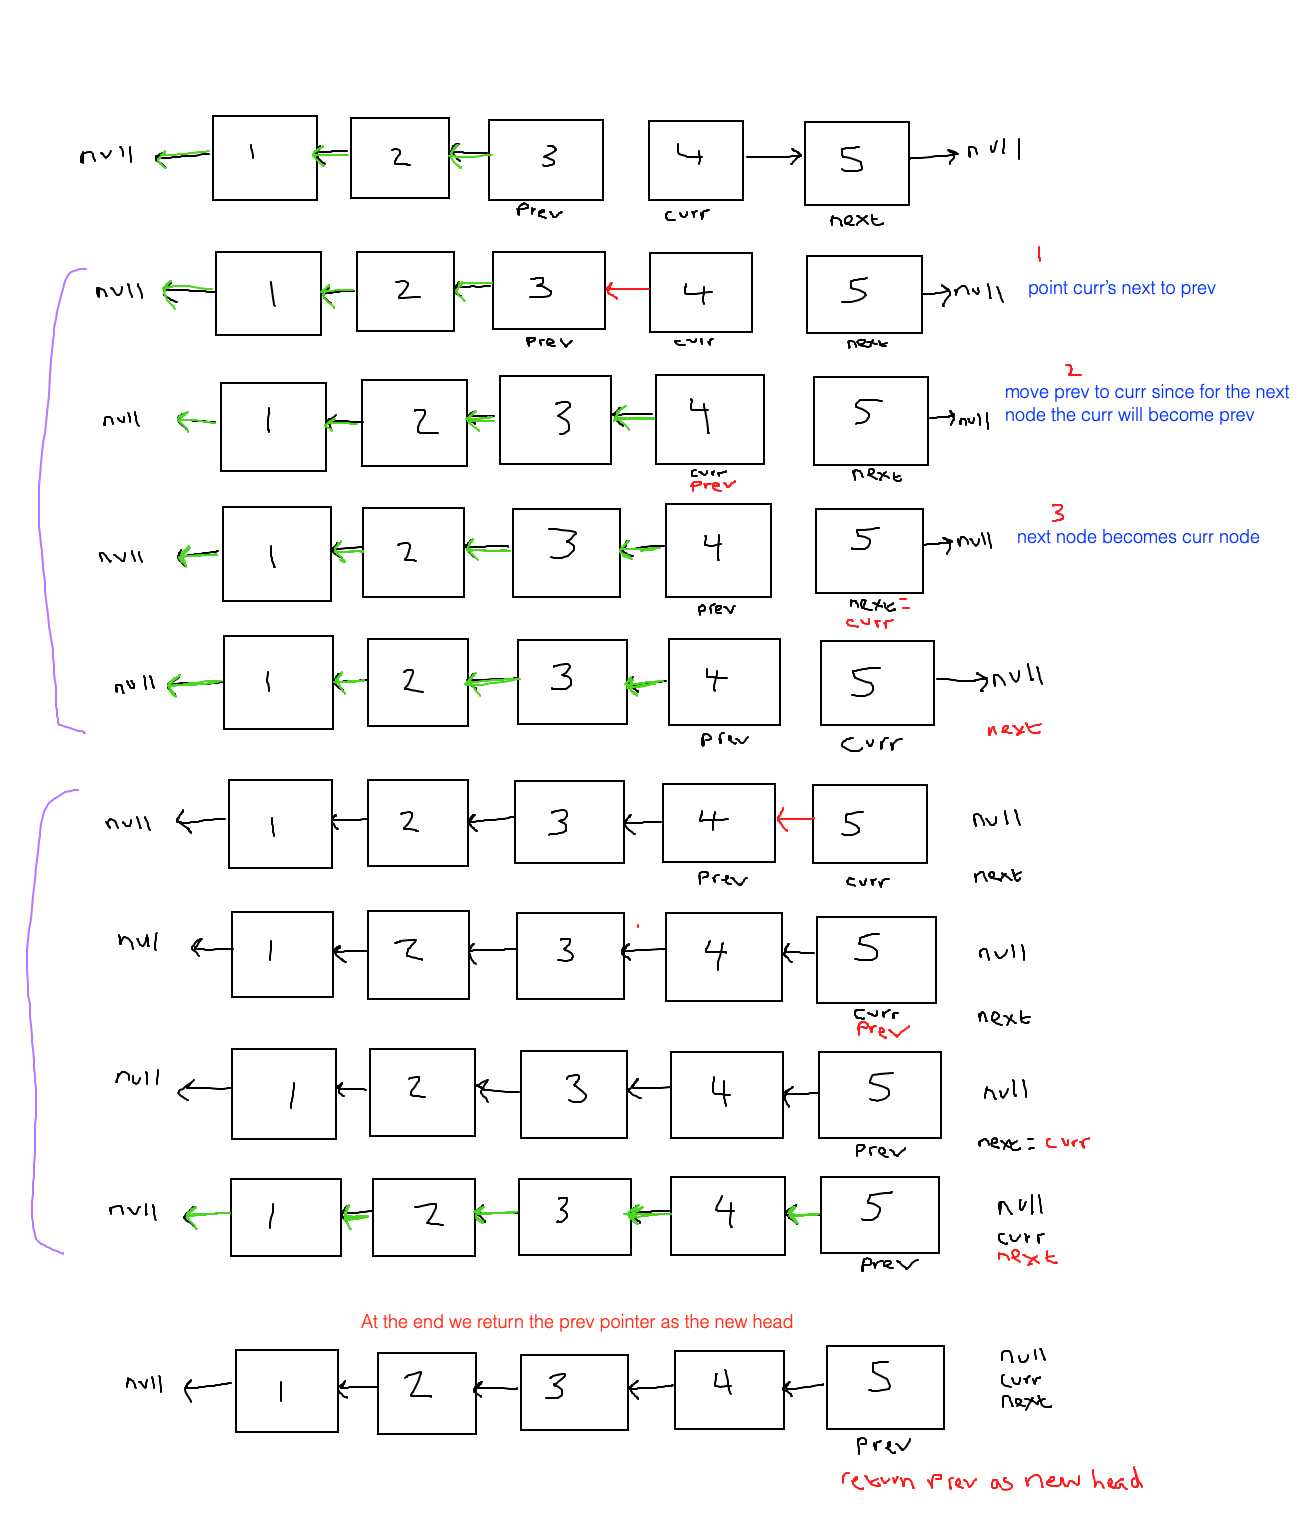 null 1 2 3 4 5 null
prev curr next
1
null 1 2 3 4 5 null point curr's next to prev
prev curr next
2
move prev to curr since for the next
null 1 2 3 4 5 null node the curr will become prev
curr next
prev
3
null 1 2 3 4 5 null next node becomes curr node
prev next =
curr
null 1 2 3 4 5 null
prev curr next
null 1 2 3 4 5 null
prev curr next
null 1 2 3 4 5 null
curr next
prev
null 1 2 3 4 5 null
prev next = curr
null 1 2 3 4 5 null
curr
prev next
At the end we return the prev pointer as the new head
null 1 2 3 4 5 null
curr
next
prev
return prev as new head